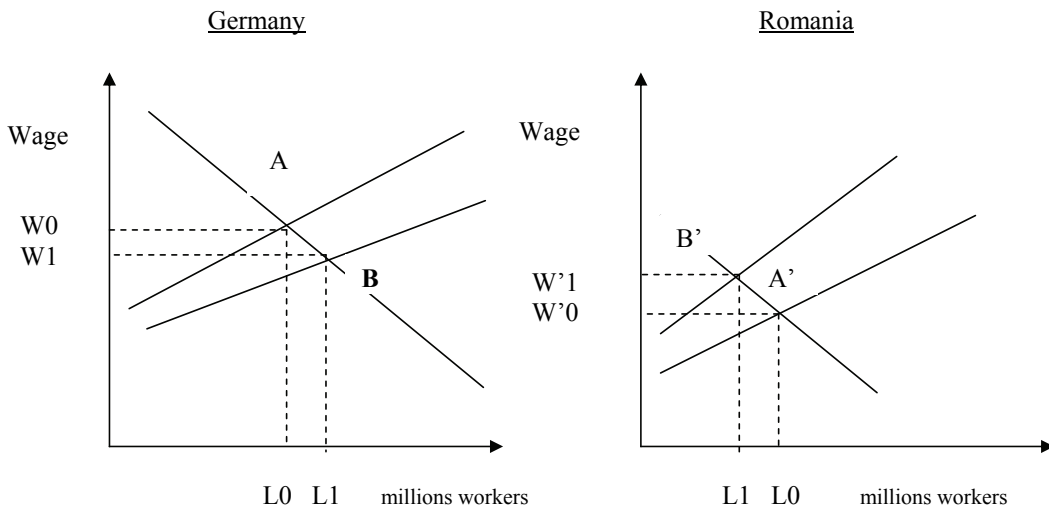 Germany
Romania
Wage
Wage
A
W0
W1
B
B’
A’
W’1
W’0
L0 L1 millions workers
L1 L0 millions workers